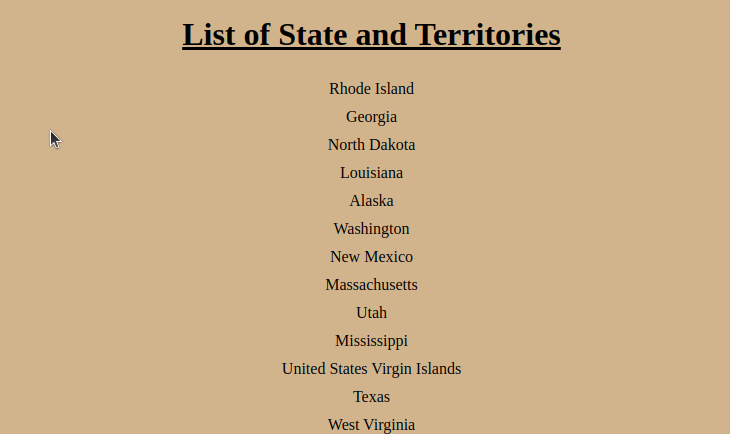 List of State and Territories
Rhode Island
Georgia
North Dakota
Louisiana
Alaska
Washington
New Mexico
Massachusetts
Utah
Mississippi
United States Virgin Islands
Texas
West Virginia